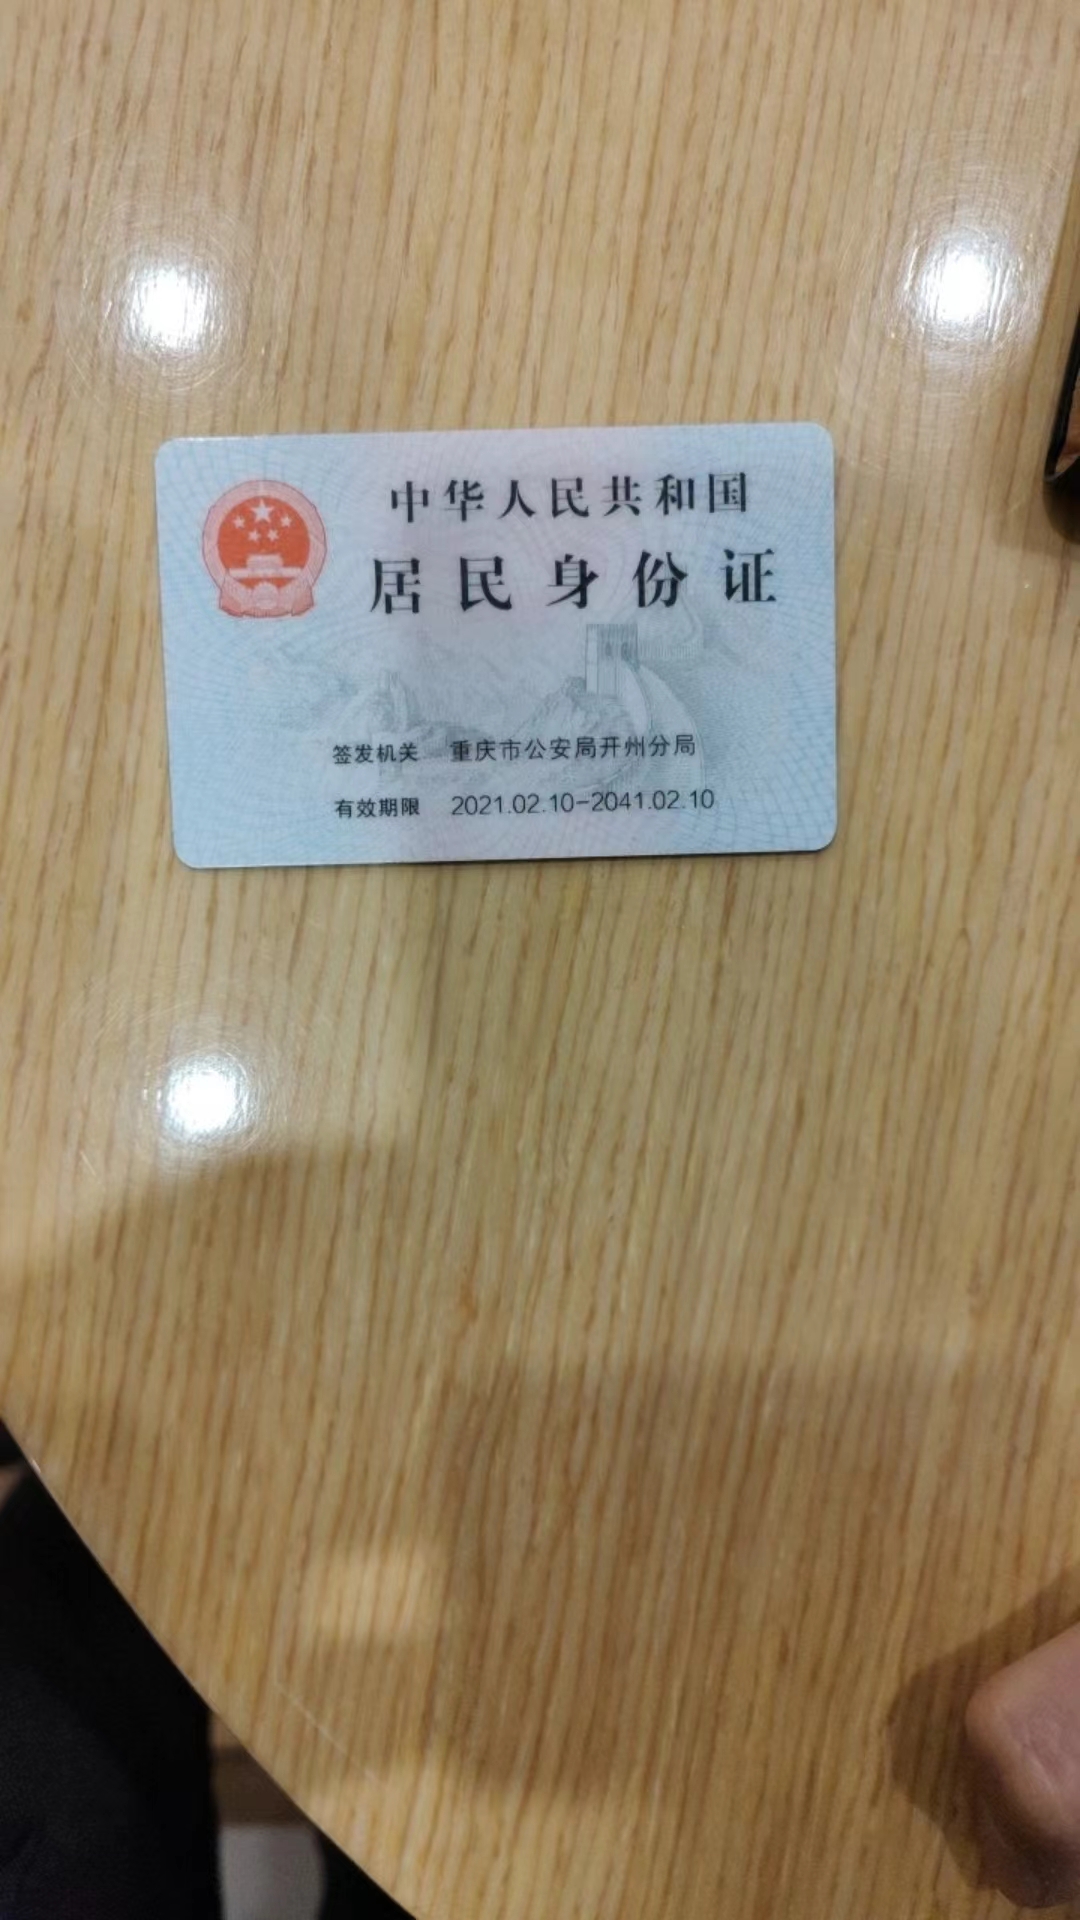 中华人民共和国
居民身份证
签发机关 重庆市公安局开州分局
有效期限 2021.02.10-2041.02.10